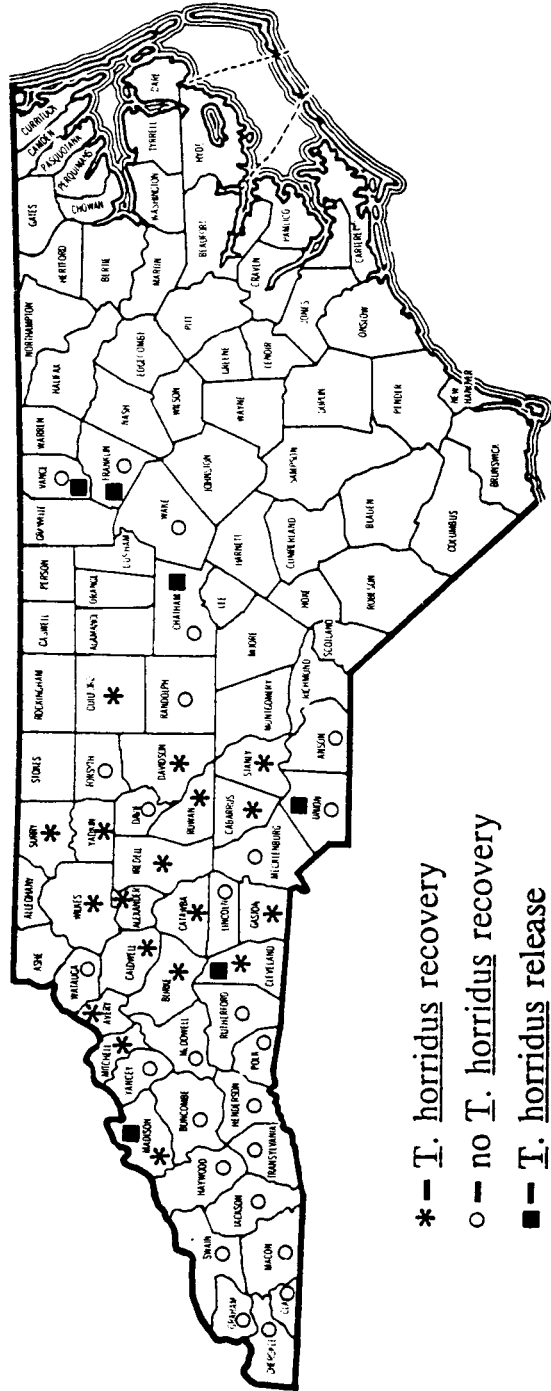 CURRITUCK
CAMDEN
PASQUOTANK
PERQUIMANS
CHOWAN
GATES
HERTFORD
BERTIE
NORTHAMPTON
HALIFAX
WARREN
VANCE
GRANVILLE
PERSON
CASWELL
ROCKINGHAM
STOKES
SURRY
ALLEGHANY
ASHE
WATAUGA
WILKES
YADKIN
FORSYTH
ORANGE
FRANKLIN
NASH
EDGECOMBE
MARTIN
WASHINGTON
TYRRELL
DARE
HYDE
BEAUFORT
PITT
WILSON
GREENE
LENOIR
CRAVEN
PAMLICO
CARTERET
JONES
ONSLOW
DUPLIN
WAYNE
JOHNSTON
WAKE
CHATHAM
RANDOLPH
DAVIDSON
DAVIE
ROWAN
IREDELL
ALEXANDER
CALDWELL
AVERY
MITCHELL
YANCEY
MADISON
BUNCOMBE
McDOWELL
BURKE
CATAWBA
LINCOLN
GASTON
CLEVELAND
RUTHERFORD
POLK
HENDERSON
TRANSYLVANIA
HAYWOOD
JACKSON
SWAIN
MACON
GRAHAM
CABARRUS
STANLY
MECKLENBURG
UNION
ANSON
MONTGOMERY
RICHMOND
MOORE
LEE
HARNETT
SCOTLAND
HOKE
CUMBERLAND
SAMPSON
ROBESON
BLADEN
COLUMBUS
BRUNSWICK
PENDER
NEW
HANOVER
T. horridus recovery
no T. horridus recovery
T. horridus release